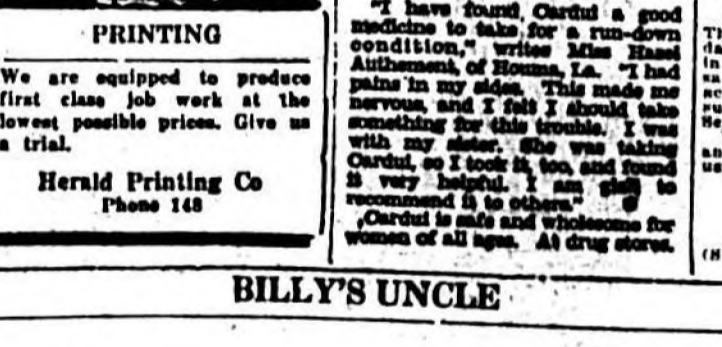 PRINTING
We are equipped to produce
first class job work at the
lowest possible prices. Give us
a trial.
Herald Printing Co
Phone 148
"I have found Cardui a good
medicine to take for a run-down
condition," writes Miss Hazel
Authement, of Houma, La. "I had
pains in my sides. This made me
nervous, and I felt I should take
something for this trouble. I was
with my sister. She was taking
Cardui, so I took it, too, and found
it very helpful. I am glad to
recommend it to others."
Cardui is safe and wholesome for
women of all ages. At drug stores.
BILLY'S UNCLE